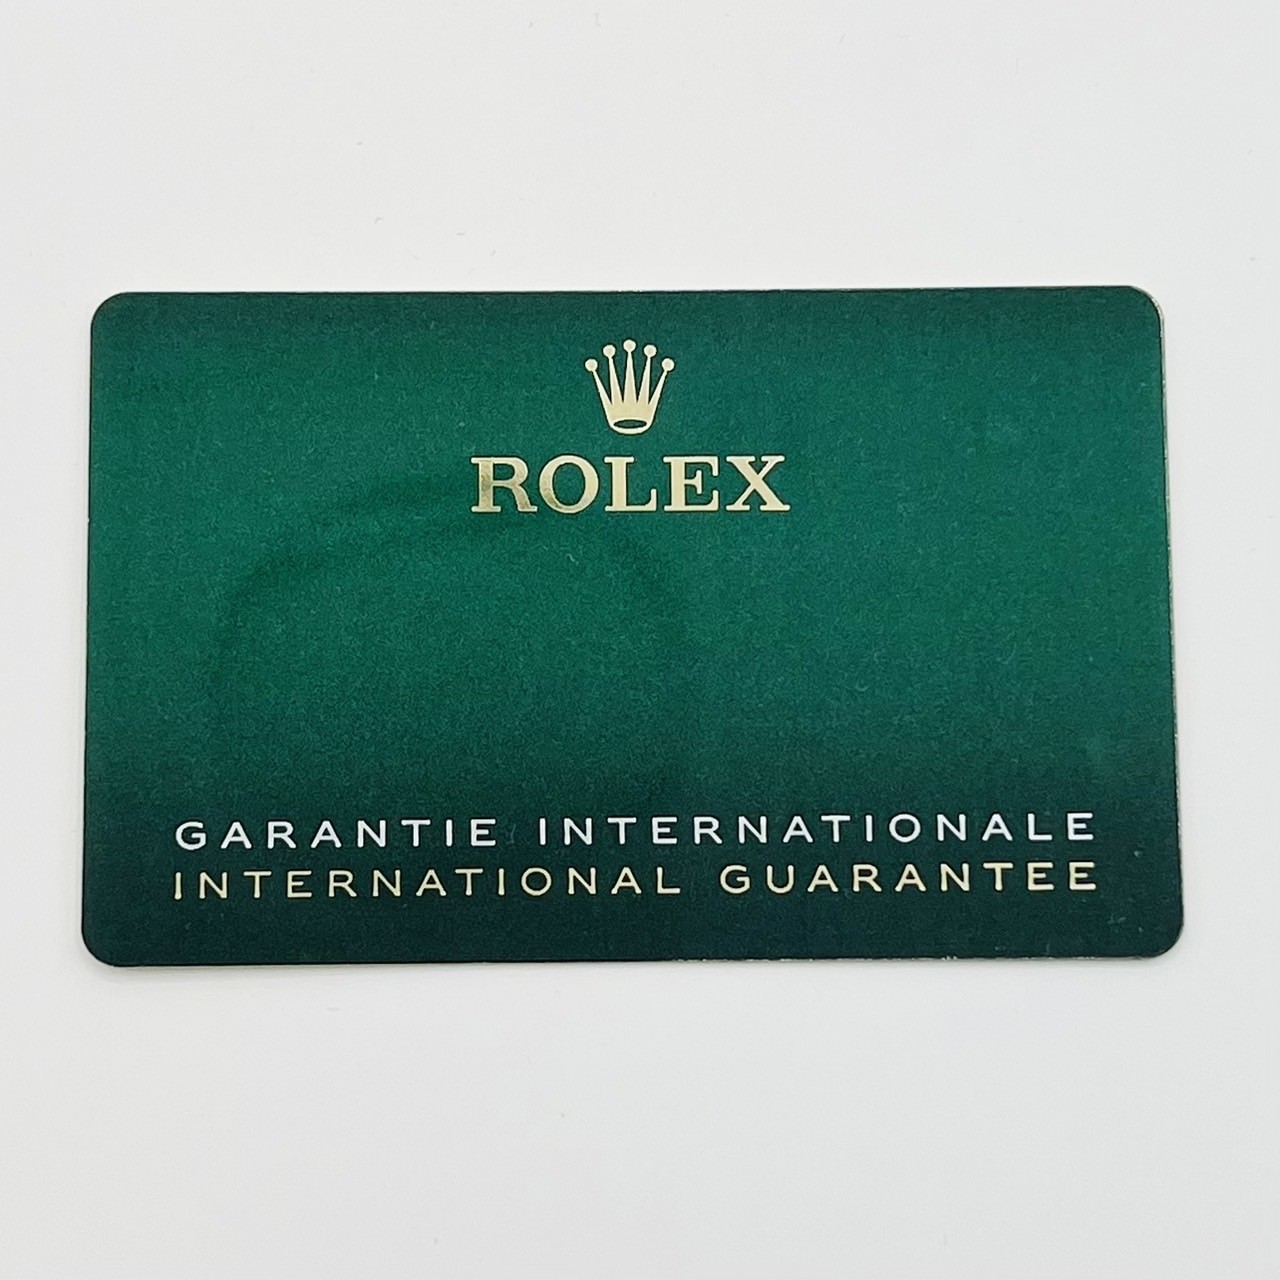 ROLEX
GARANTIE INTERNATIONALE
INTERNATIONAL GUARANTEE